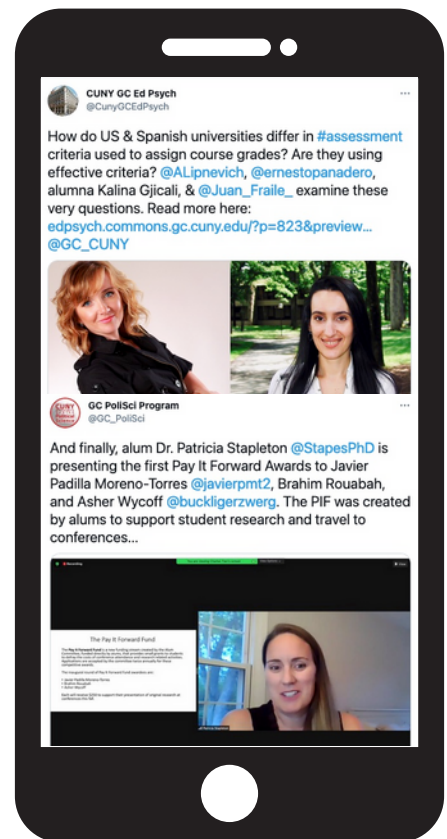 CUNY GC Ed Psych
@CunyGCEdPsych
How do US & Spanish universities differ in #assessment
criteria used to assign course grades? Are they using
effective criteria? @ALipnevich, @ernestopanadero,
alumna Kalina Gjicali, & @Juan_Fraile_ examine these
very questions. Read more here:
edpsych.commons.gc.cuny.edu/?p=823&preview...
@GC_CUNY
GC PoliSci Program
@GC_PoliSci
And finally, alum Dr. Patricia Stapleton @StapesPhD is
presenting the first Pay It Forward Awards to Javier
Padilla Moreno-Torres @javierpmt2, Brahim Rouabah,
and Asher Wycoff @buckligerzwerg. The PIF was created
by alums to support student research and travel to
conferences...
The Pay It Forward Fund